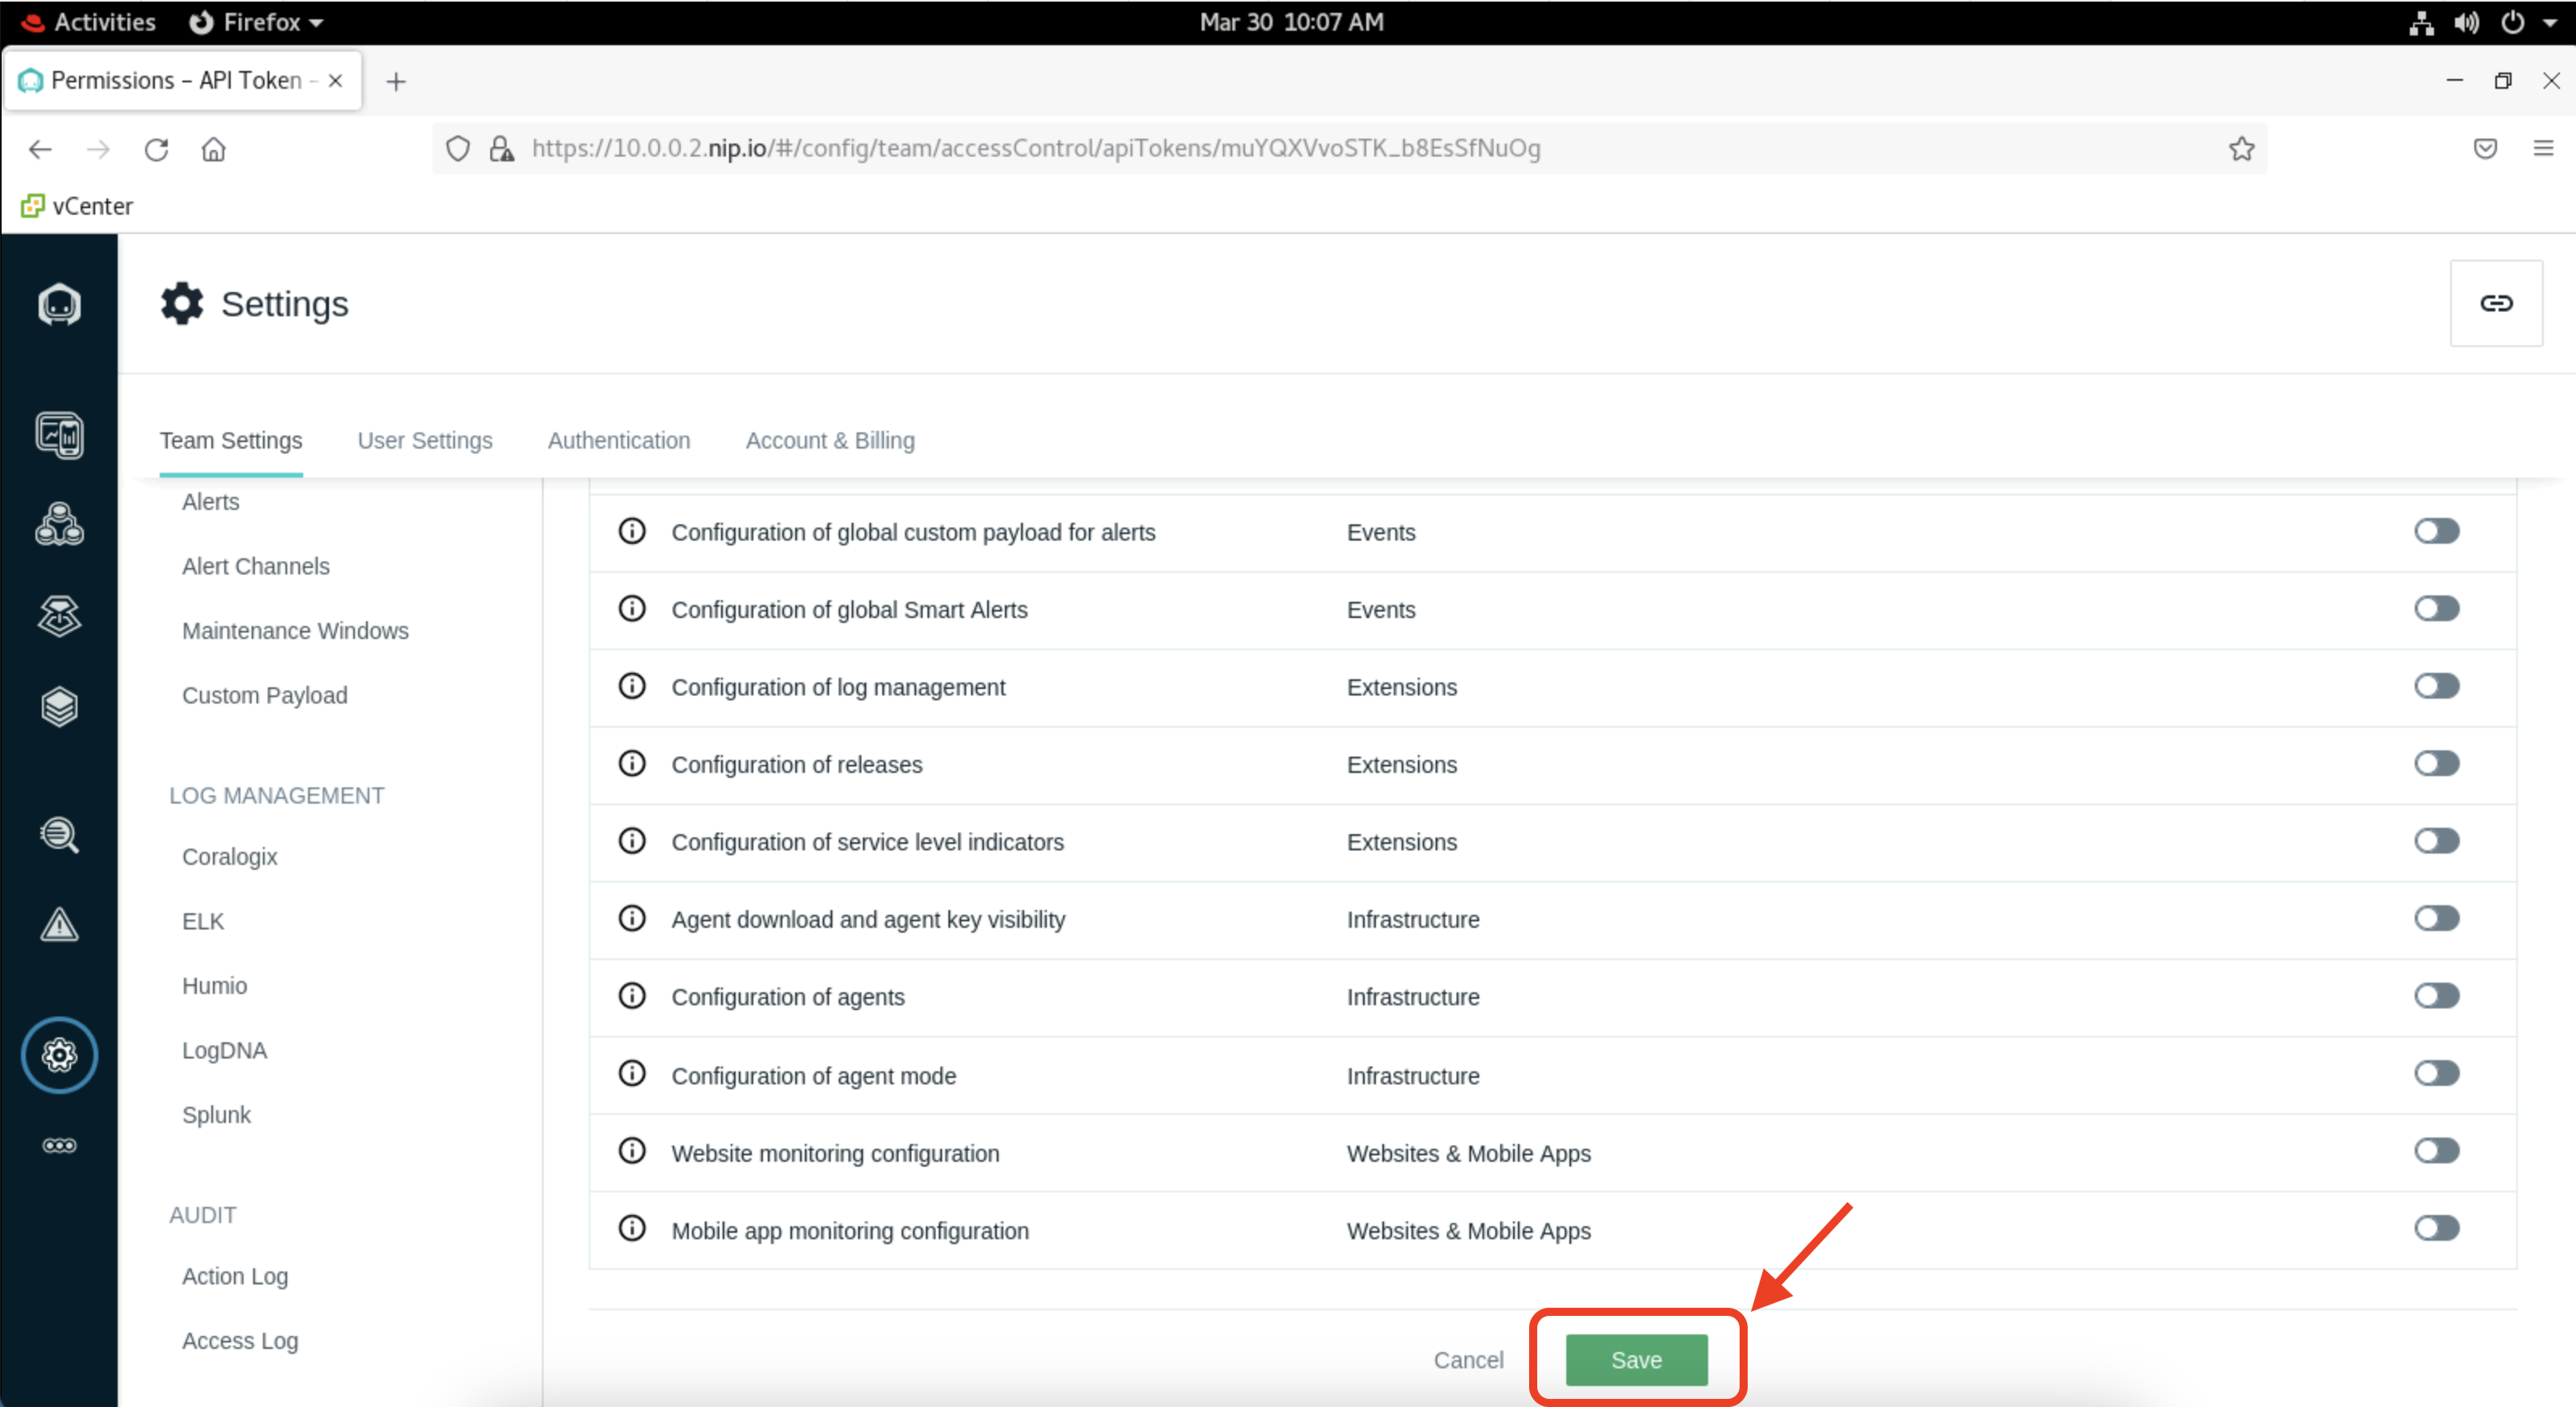 Activities Firefox Mar 30 10:07 AM
Permissions – API Token –
https://10.0.0.2.nip.io/#/config/team/accessControl/apiTokens/muYQXVvoSTK_b8EsSfNuOg
vCenter
Settings
Team Settings User Settings Authentication Account & Billing
Alerts
Alert Channels
Maintenance Windows
Custom Payload
LOG MANAGEMENT
Coralogix
ELK
Humio
LogDNA
Splunk
AUDIT
Action Log
Access Log
Configuration of global custom payload for alerts Events
Configuration of global Smart Alerts Events
Configuration of log management Extensions
Configuration of releases Extensions
Configuration of service level indicators Extensions
Agent download and agent key visibility Infrastructure
Configuration of agents Infrastructure
Configuration of agent mode Infrastructure
Website monitoring configuration Websites & Mobile Apps
Mobile app monitoring configuration Websites & Mobile Apps
Cancel Save